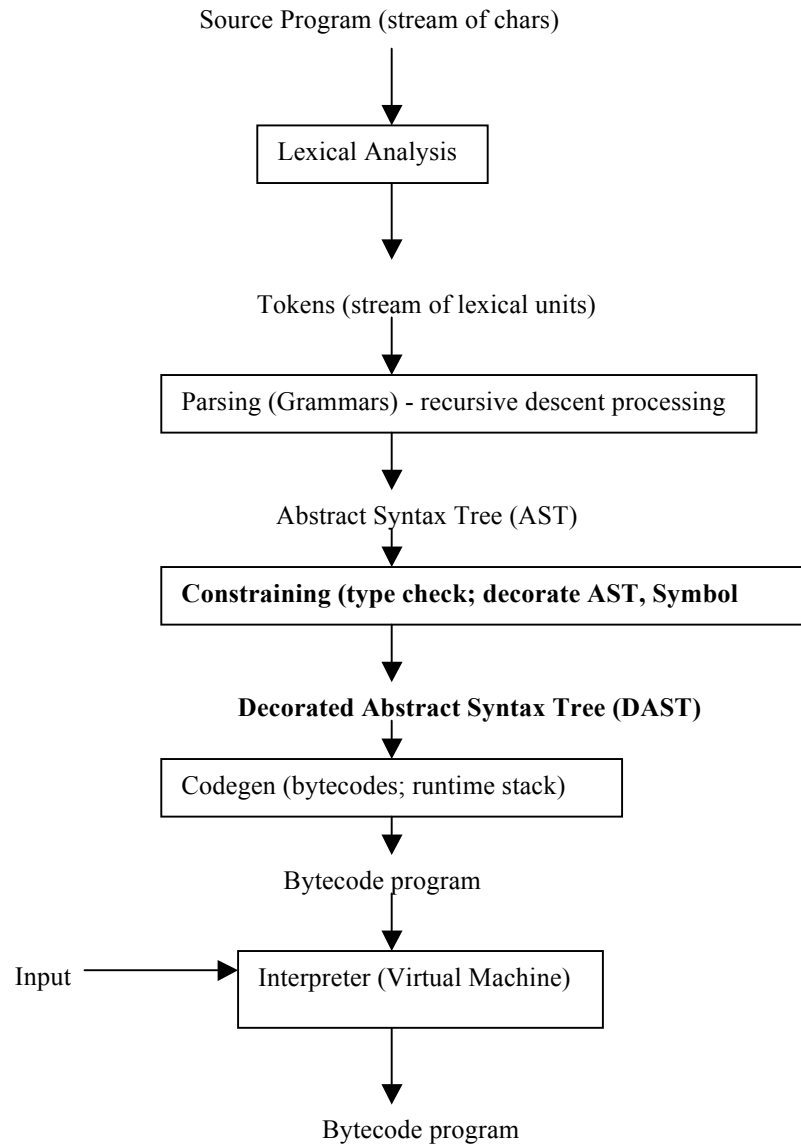 Source Program (stream of chars)
Lexical Analysis
Tokens (stream of lexical units)
Parsing (Grammars) - recursive descent processing
Abstract Syntax Tree (AST)
Constraining (type check; decorate AST, Symbol
Decorated Abstract Syntax Tree (DAST)
Codegen (bytecodes; runtime stack)
Bytecode program
Input
Interpreter (Virtual Machine)
Bytecode program